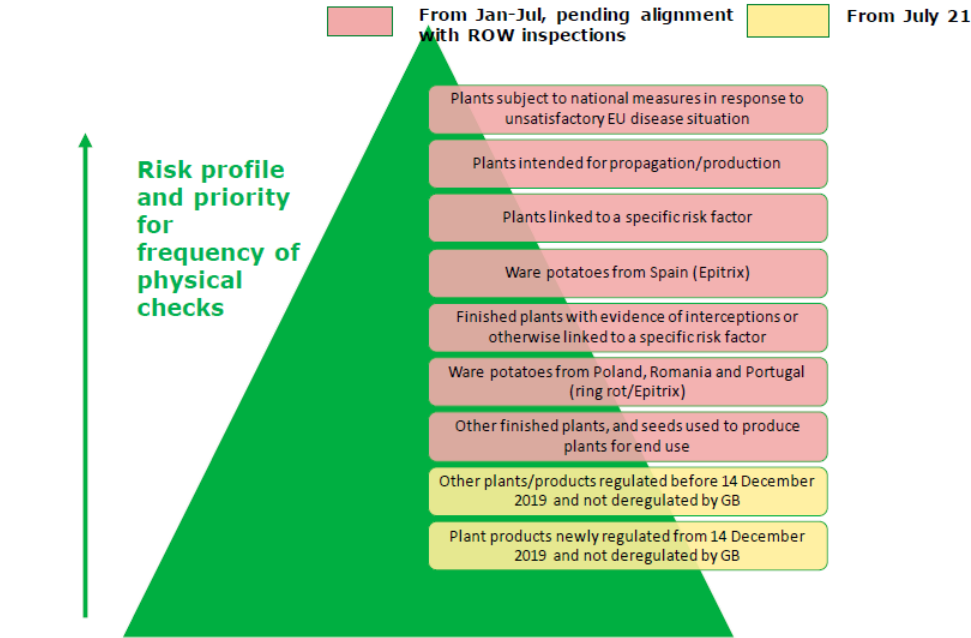 From Jan-Jul, pending alignment
with ROW inspections
From July 21
Risk profile
and priority
for
frequency of
physical
checks
Plants subject to national measures in response to
unsatisfactory EU disease situation
Plants intended for propagation/production
Plants linked to a specific risk factor
Ware potatoes from Spain (Epitrix)
Finished plants with evidence of interceptions or
otherwise linked to a specific risk factor
Ware potatoes from Poland, Romania and Portugal
(ring rot/Epitrix)
Other finished plants, and seeds used to produce
plants for end use
Other plants/products regulated before 14 December
2019 and not deregulated by GB
Plant products newly regulated from 14 December
2019 and not deregulated by GB